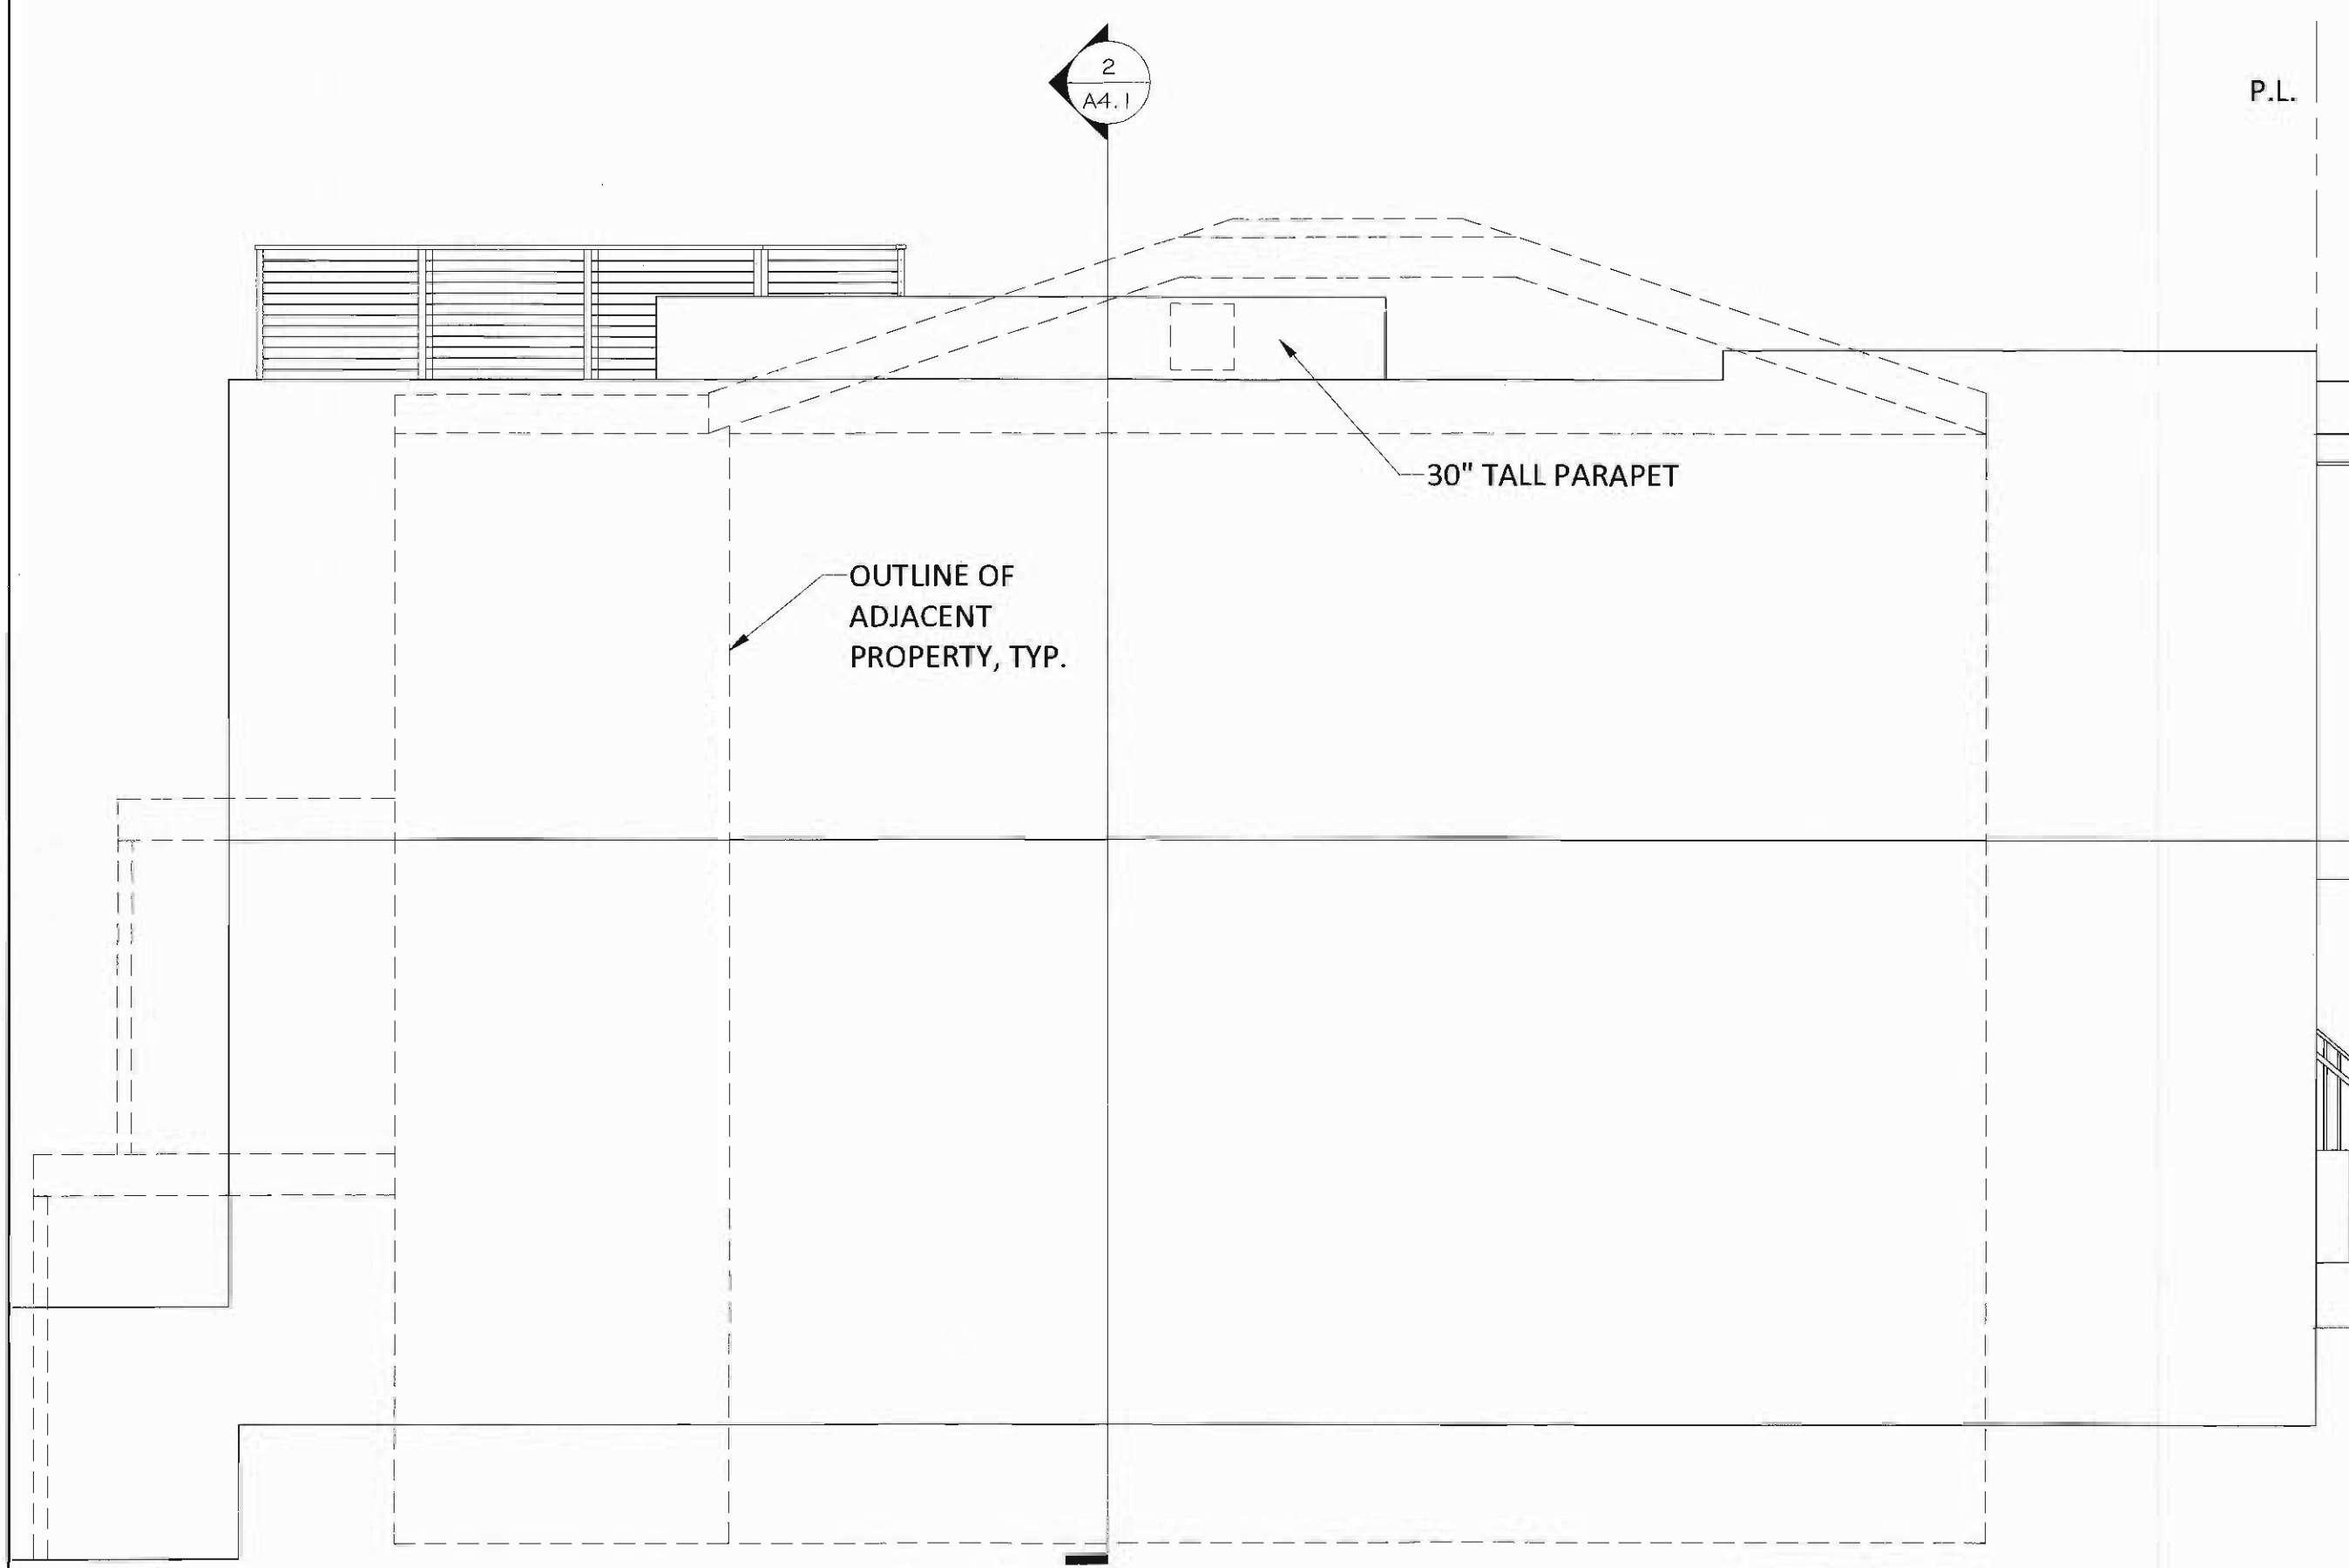 2
A4.1
P.L.
30" TALL PARAPET
OUTLINE OF
ADJACENT
PROPERTY, TYP.